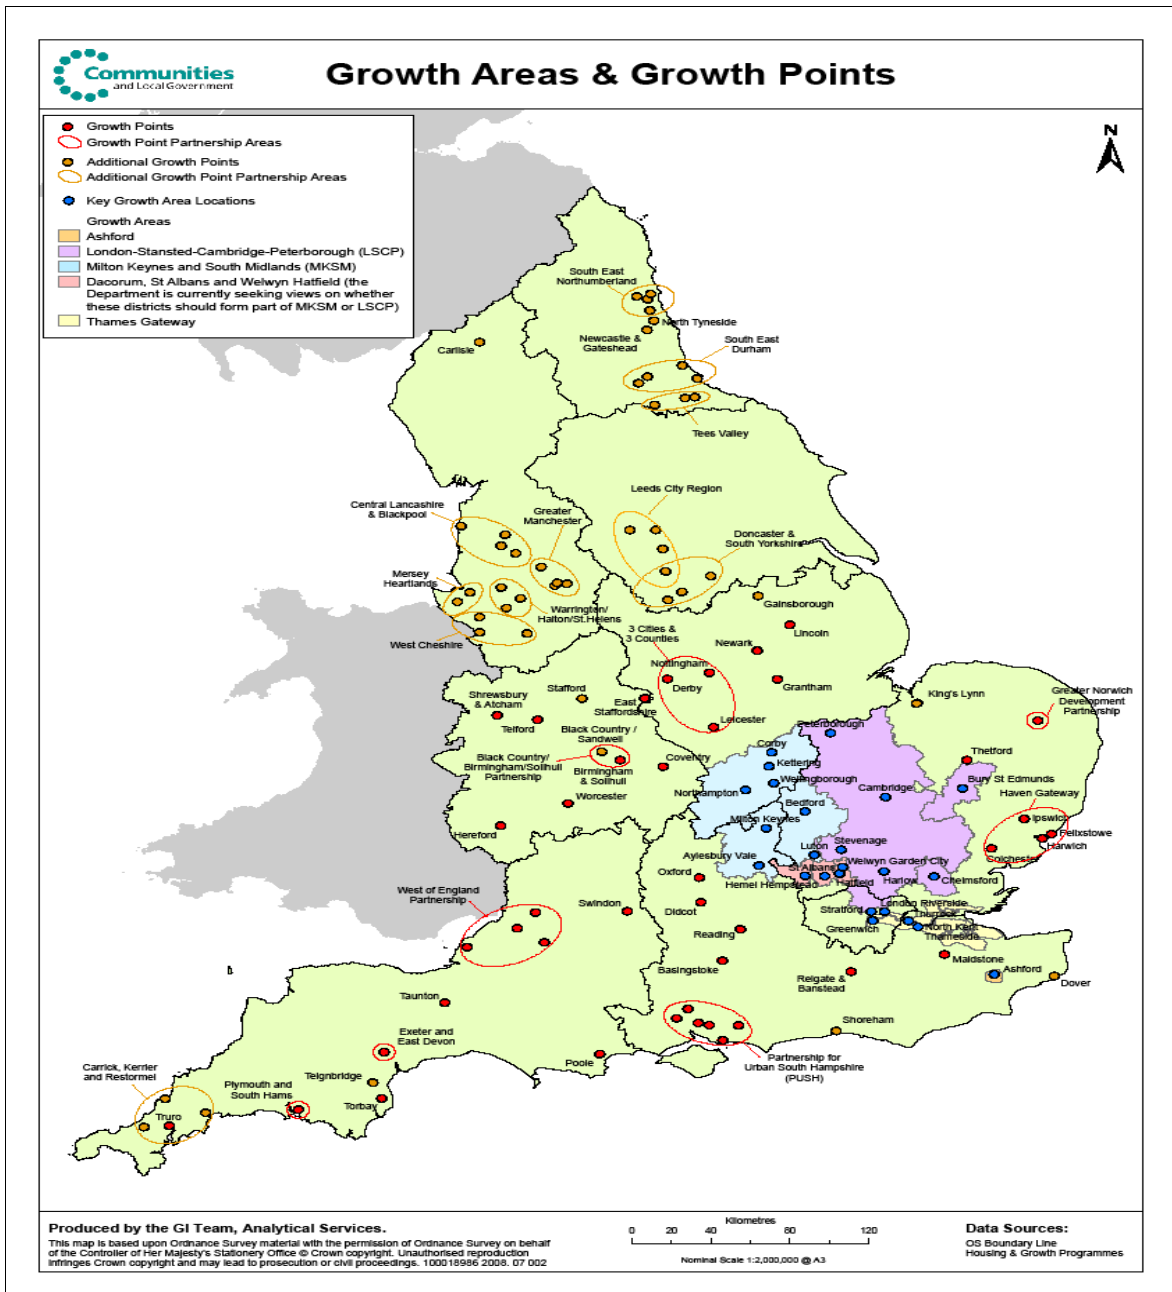 Communities
and Local Government
Growth Areas & Growth Points
Growth Points
Growth Point Partnership Areas
Additional Growth Points
Additional Growth Point Partnership Areas
Key Growth Area Locations
Growth Areas
Ashford
London-Stansted-Cambridge-Peterborough (LSCP)
Milton Keynes and South Midlands (MKSM)
Dacorum, St Albans and Welwyn Hatfield (the
Department is currently seeking views on whether
these districts should form part of MKSM or LSCP)
Thames Gateway
N
South East
Northumberland
North Tyneside
Newcastle &
Gateshead
South East
Durham
Carlisle
Tees Valley
Leeds City Region
Central Lancashire
& Blackpool
Greater
Manchester
Doncaster &
South Yorkshire
Mersey
Heartlands
Warrington/
Halton/St.Helens
West Cheshire
Gainsborough
Lincoln
3 Cities &
3 Counties
Newark
Nottingham
Derby
Grantham
Leicester
Stafford
East
Staffordshire
Shrewsbury
& Atcham
Telford
Black Country /
Sandwell
Black Country/
Birmingham/Solihull
Partnership
Birmingham
& Solihull
Coventry
Worcester
Hereford
King's Lynn
Greater Norwich
Development
Partnership
Peterborough
Corby
Kettering
Wellingborough
Northampton
Thetford
Bury St Edmunds
Cambridge
Haven Gateway
Bedford
Milton Keynes
Ipswich
Felixstowe
Harwich
Colchester
Stevenage
Luton
Aylesbury Vale
Welwyn Garden City
St Albans
Hemel Hempstead
Hatfield
Harlow
Chelmsford
Oxford
Didcot
London Riverside
Stratford
Thurrock
Greenwich
North Kent
Thameside
West of England
Partnership
Swindon
Reading
Basingstoke
Reigate &
Banstead
Maidstone
Ashford
Dover
Taunton
Shoreham
Exeter and
East Devon
Poole
Partnership for
Urban South Hampshire
(PUSH)
Carrick, Kerrier
and Restormel
Teignbridge
Plymouth and
South Hams
Torbay
Truro
Produced by the GI Team, Analytical Services.
This map is based upon Ordnance Survey material with the permission of Ordnance Survey on behalf
of the Controller of Her Majesty's Stationery Office © Crown copyright. Unauthorised reproduction
infringes Crown copyright and may lead to prosecution or civil proceedings. 100018986 2008. 07 002
Kilometres
0 20 40 60 80 120
Nominal Scale 1:2,000,000 @ A3
Data Sources:
OS Boundary Line
Housing & Growth Programmes